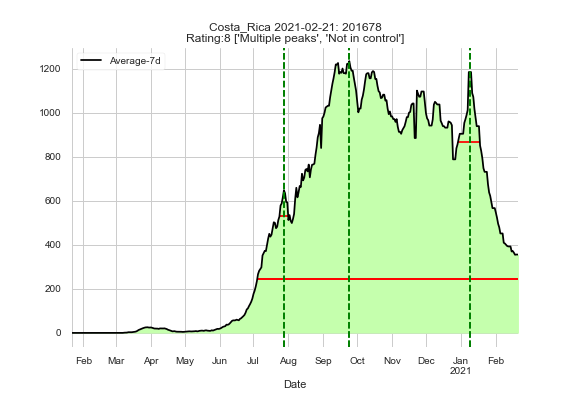 Costa_Rica 2021-02-21: 201678
Rating:8 ['Multiple peaks', 'Not in control']
Average-7d
1200
1000
800
600
400
200
0
Feb Mar Apr May Jun Jul Aug Sep Oct Nov Dec Jan Feb
2021
Date